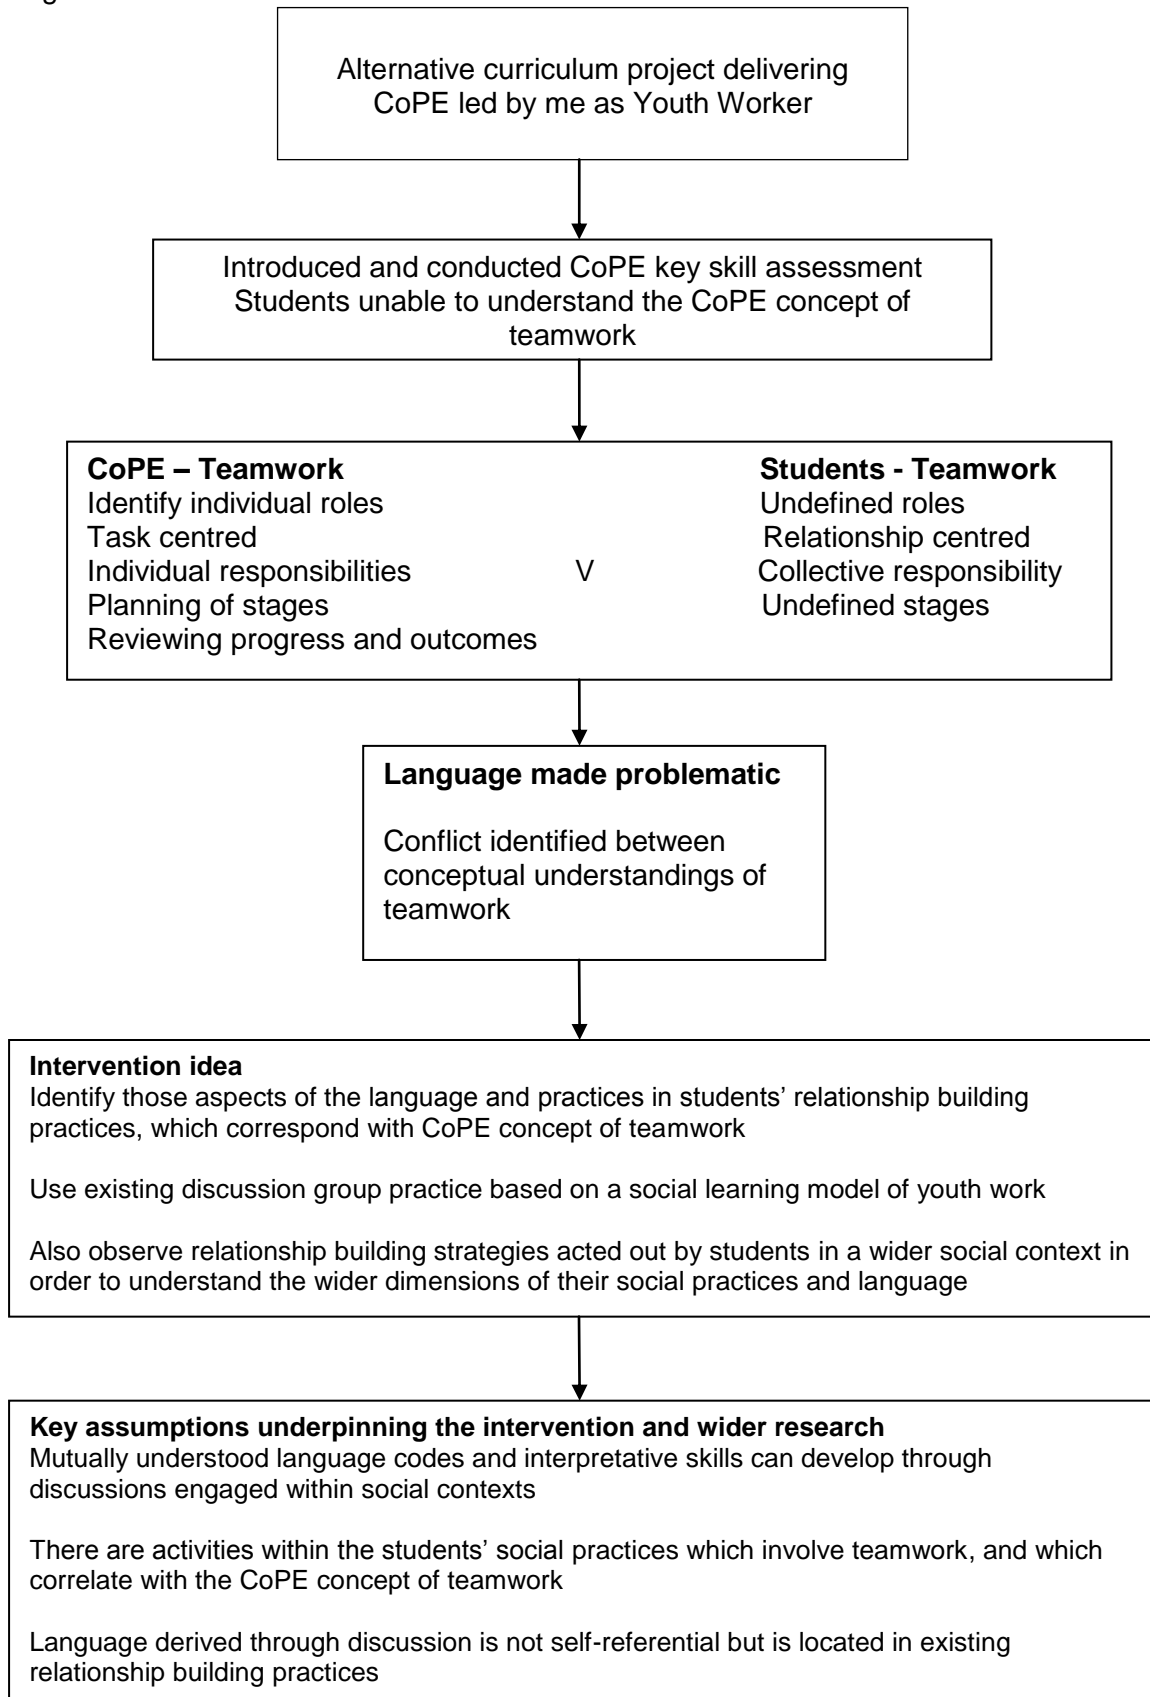 Alternative curriculum project delivering
CoPE led by me as Youth Worker
Introduced and conducted CoPE key skill assessment
Students unable to understand the CoPE concept of
teamwork
CoPE – Teamwork Students - Teamwork
Identify individual roles Undefined roles
Task centred Relationship centred
Individual responsibilities V Collective responsibility
Planning of stages Undefined stages
Reviewing progress and outcomes
Language made problematic
Conflict identified between
conceptual understandings of
teamwork
Intervention idea
Identify those aspects of the language and practices in students’ relationship building
practices, which correspond with CoPE concept of teamwork
Use existing discussion group practice based on a social learning model of youth work
Also observe relationship building strategies acted out by students in a wider social context in
order to understand the wider dimensions of their social practices and language
Key assumptions underpinning the intervention and wider research
Mutually understood language codes and interpretative skills can develop through
discussions engaged within social contexts
There are activities within the students’ social practices which involve teamwork, and which
correlate with the CoPE concept of teamwork
Language derived through discussion is not self-referential but is located in existing
relationship building practices